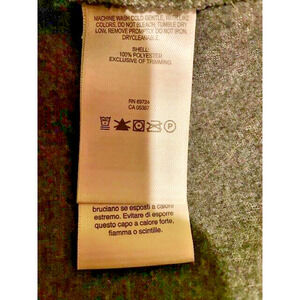 MACHINE WASH COLD GENTLE, WITH LIKE
COLORS, DO NOT BLEACH, TUMBLE DRY
LOW, REMOVE PROMPTLY, DO NOT IRON,
DRYCLEANABLE.
SHELL:
100% POLYESTER
EXCLUSIVE OF TRIMMING
RN 69724
CA 05367
bruciano se esposti a calore
estremo. Evitare di esporre
questo capo a calore forte,
fiamma o scintille.